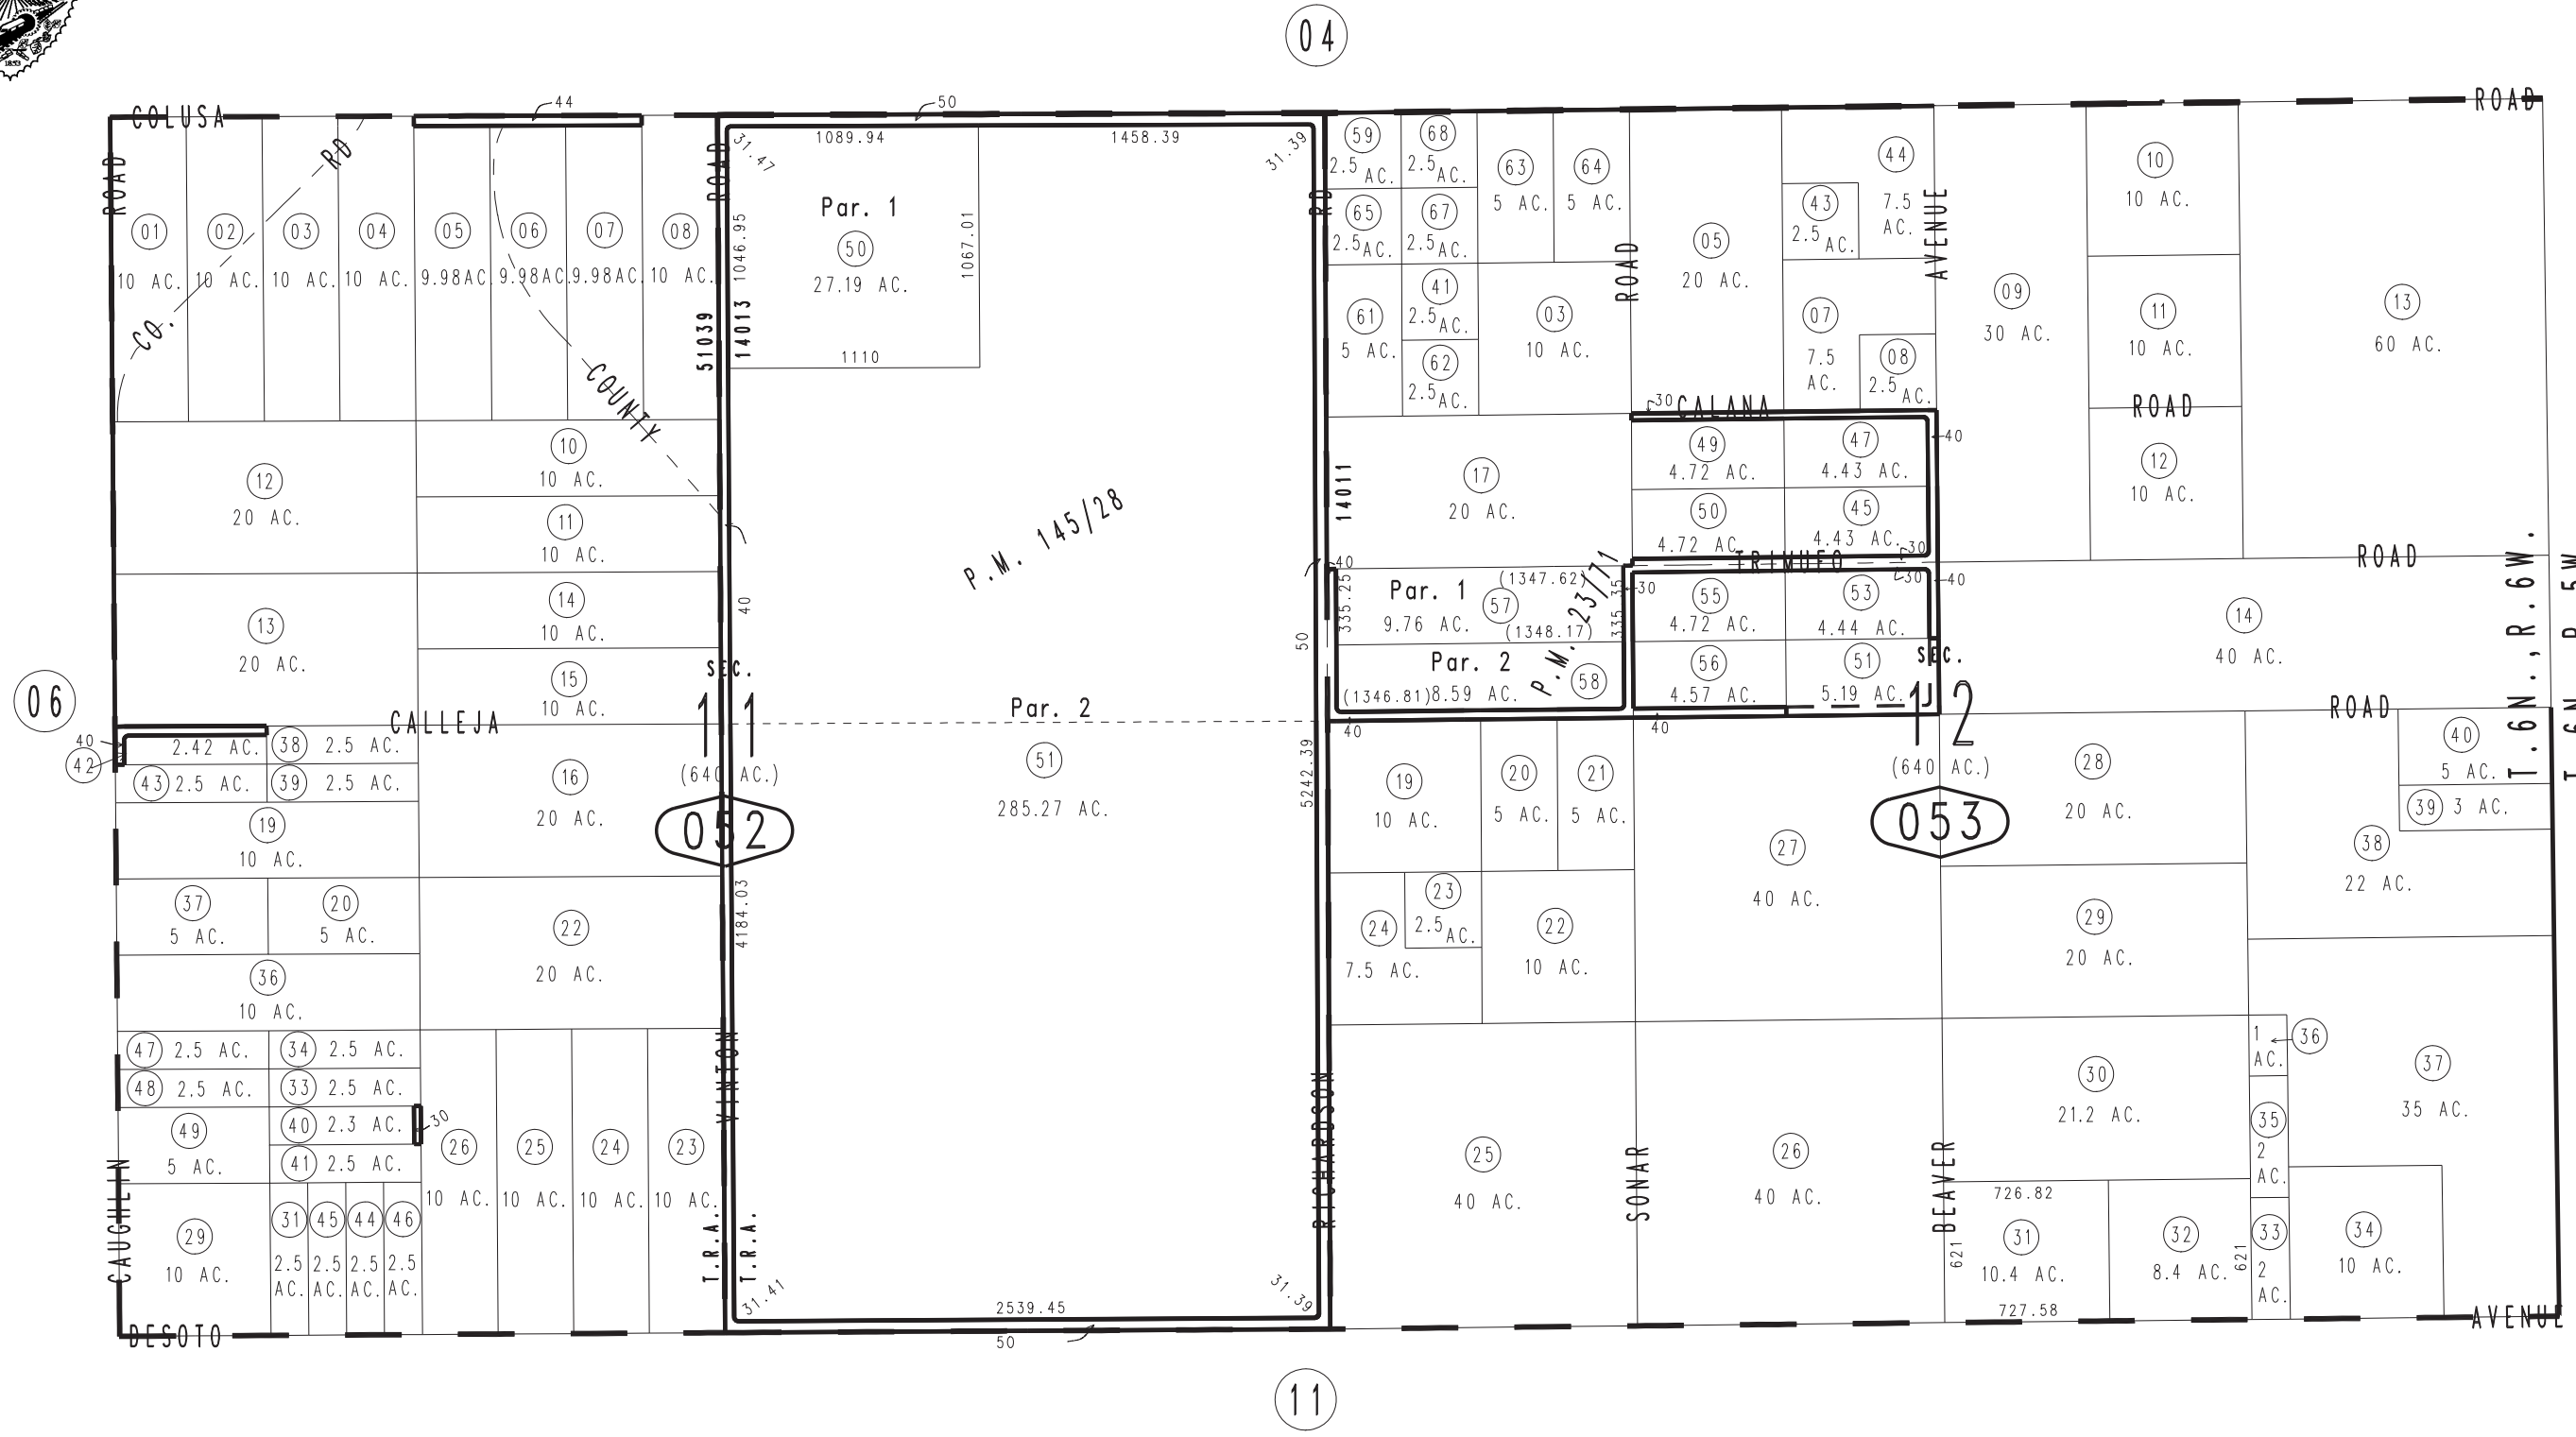 1853
04
COLUSA
44
50
ROAD
ROAD
CO. RD
COUNTY
ROAD
RD
ROAD
AVENUE
01
10 AC.
02
10 AC.
03
10 AC.
04
10 AC.
05
9.98AC.
06
9.98AC.
07
9.98AC.
08
10 AC.
51039
14013
31.47
1089.94
1458.39
31.39
1046.95
Par. 1
50
27.19 AC.
1067.01
1110
59
2.5 AC.
68
2.5 AC.
63
5 AC.
64
5 AC.
65
2.5 AC.
67
2.5 AC.
61
5 AC.
41
2.5 AC.
62
2.5 AC.
03
10 AC.
05
20 AC.
43
2.5 AC.
44
7.5 AC.
07
7.5 AC.
08
2.5 AC.
09
30 AC.
10
10 AC.
11
10 AC.
13
60 AC.
30
CALANA
ROAD
12
10 AC.
12
20 AC.
10
10 AC.
11
10 AC.
13
20 AC.
14
10 AC.
15
10 AC.
40
P.M. 145/28
14011
17
20 AC.
49
4.72 AC.
47
4.43 AC.
40
50
4.72 AC.
45
4.43 AC.
30
TRIMUFO
ROAD
30
40
40
335.25
Par. 1
(1347.62)
57
9.76 AC.
(1348.17)
335.35
P.M. 23/71
30
Par. 2
(1346.81)
8.59 AC.
58
55
4.72 AC.
53
4.44 AC.
56
4.57 AC.
51
5.19 AC.
14
40 AC.
T.6N.,R.6W.
50
06
SEC.
11
(640 AC.)
052
Par. 2
51
285.27 AC.
5242.39
4184.03
SEC.
12
(640 AC.)
053
ROAD
CALLEJA
40
42
2.42 AC.
38
2.5 AC.
43
2.5 AC.
39
2.5 AC.
16
20 AC.
19
10 AC.
37
5 AC.
20
5 AC.
22
20 AC.
36
10 AC.
47
2.5 AC.
34
2.5 AC.
48
2.5 AC.
33
2.5 AC.
49
5 AC.
40
2.3 AC.
30
41
2.5 AC.
29
10 AC.
31
2.5 AC.
45
2.5 AC.
44
2.5 AC.
46
2.5 AC.
26
10 AC.
25
10 AC.
24
10 AC.
23
10 AC.
CAUGHLIN
VINTON
T.R.A.
T.R.A.
31.41
2539.45
31.39
RICHARDSON
40
40
19
10 AC.
20
5 AC.
21
5 AC.
24
7.5 AC.
23
2.5 AC.
22
10 AC.
27
40 AC.
28
20 AC.
29
20 AC.
40
5 AC.
39
3 AC.
38
22 AC.
25
40 AC.
SONAR
26
40 AC.
BEAVER
30
21.2 AC.
36
1 AC.
35
2 AC.
37
35 AC.
726.82
621
31
10.4 AC.
727.58
32
8.4 AC.
621
33
2 AC.
34
10 AC.
DESOTO
50
AVENUE
11